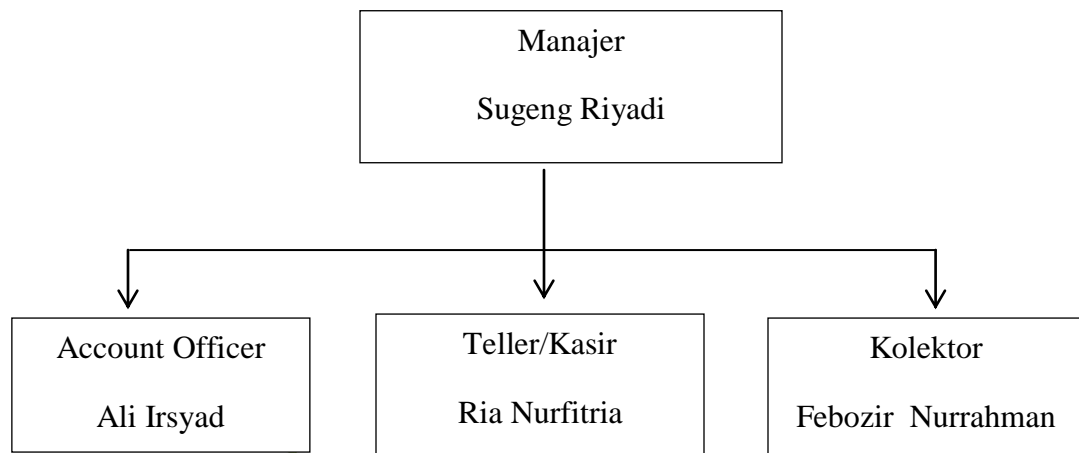 Manajer
Sugeng Riyadi
Account Officer
Ali Irsyad
Teller/Kasir
Ria Nurfitria
Kolektor
Febozir Nurrahman